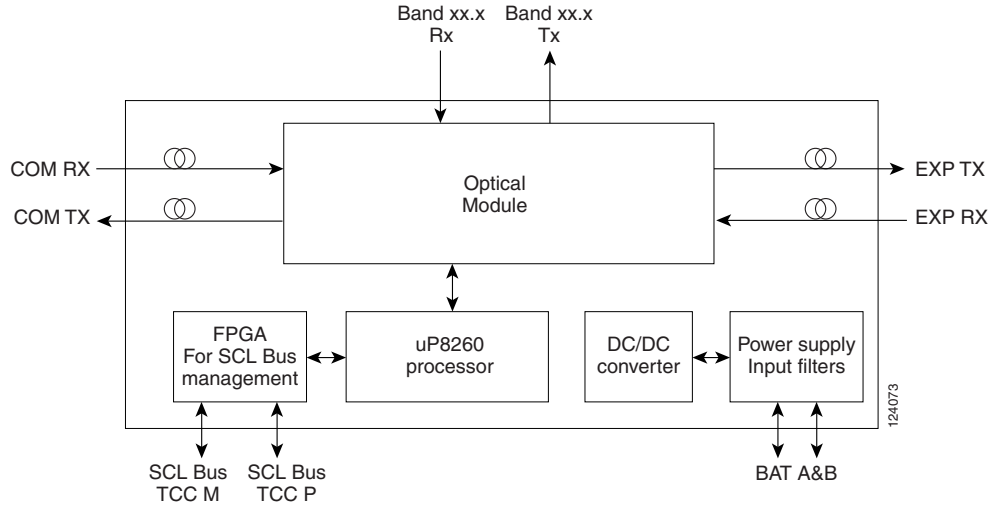 Band xx.x
Rx
Band xx.x
Tx
COM RX
COM TX
Optical
Module
EXP TX
EXP RX
FPGA
For SCL Bus
management
uP8260
processor
DC/DC
converter
Power supply
Input filters
124073
SCL Bus
TCC M
SCL Bus
TCC P
BAT A&B